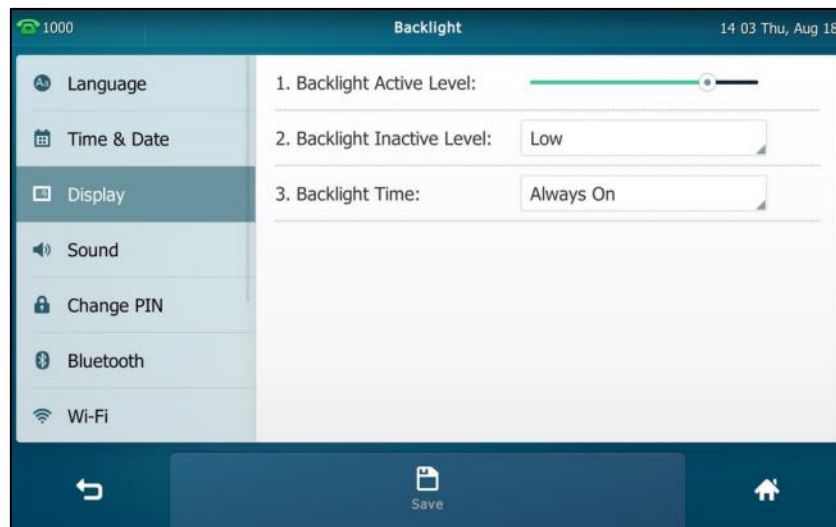 1000
Backlight
14 03 Thu, Aug 18
Language
Time & Date
Display
Sound
Change PIN
Bluetooth
Wi-Fi
1. Backlight Active Level:
2. Backlight Inactive Level: Low
3. Backlight Time: Always On
Save